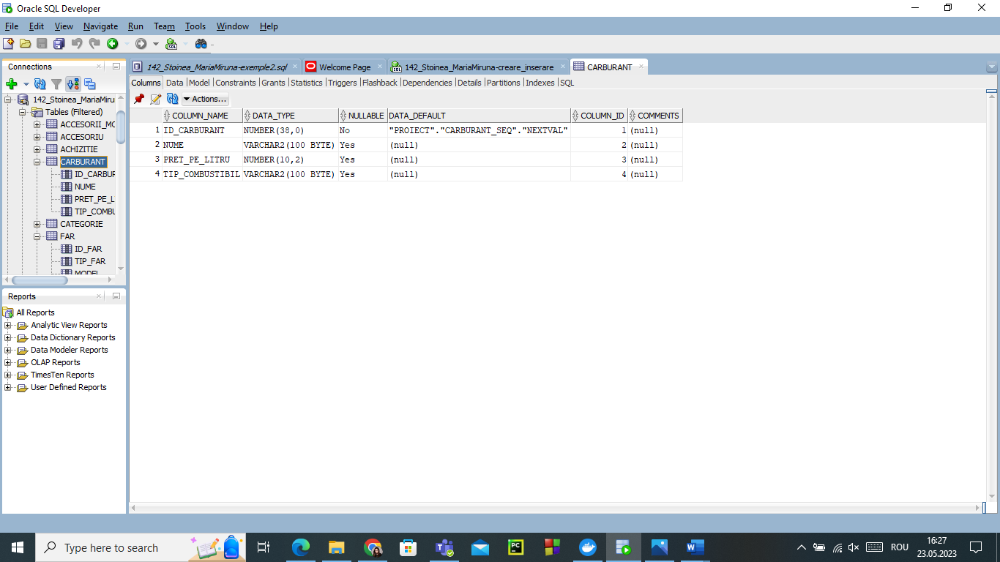 Oracle SQL Developer
File Edit View Navigate Run Team Tools Window Help
Connections
142_Stoinea_MariaMiru
Tables (Filtered)
ACCESORII_MO
ACCESORIU
ACHIZITIE
CARBURANT
ID_CARBUR
NUME
PRET_PE_L
TIP_COMBU
CATEGORIE
FAR
ID_FAR
TIP_FAR
MODEL
Reports
All Reports
Analytic View Reports
Data Dictionary Reports
Data Modeler Reports
OLAP Reports
TimesTen Reports
User Defined Reports
142_Stoinea_MariaMiruna-exemple2.sql Welcome Page 142_Stoinea_MariaMiruna-creare_inserare CARBURANT
Columns Data Model Constraints Grants Statistics Triggers Flashback Dependencies Details Partitions Indexes SQL
Actions...
COLUMN_NAME DATA_TYPE NULLABLE DATA_DEFAULT COLUMN_ID COMMENTS
1 ID_CARBURANT NUMBER(38,0) No "PROIECT"."CARBURANT_SEQ"."NEXTVAL" 1 (null)
2 NUME VARCHAR2(100 BYTE) Yes (null) 2 (null)
3 PRET_PE_LITRU NUMBER(10,2) Yes (null) 3 (null)
4 TIP_COMBUSTIBIL VARCHAR2(100 BYTE) Yes (null) 4 (null)
Type here to search
ROU
16:27
23.05.2023